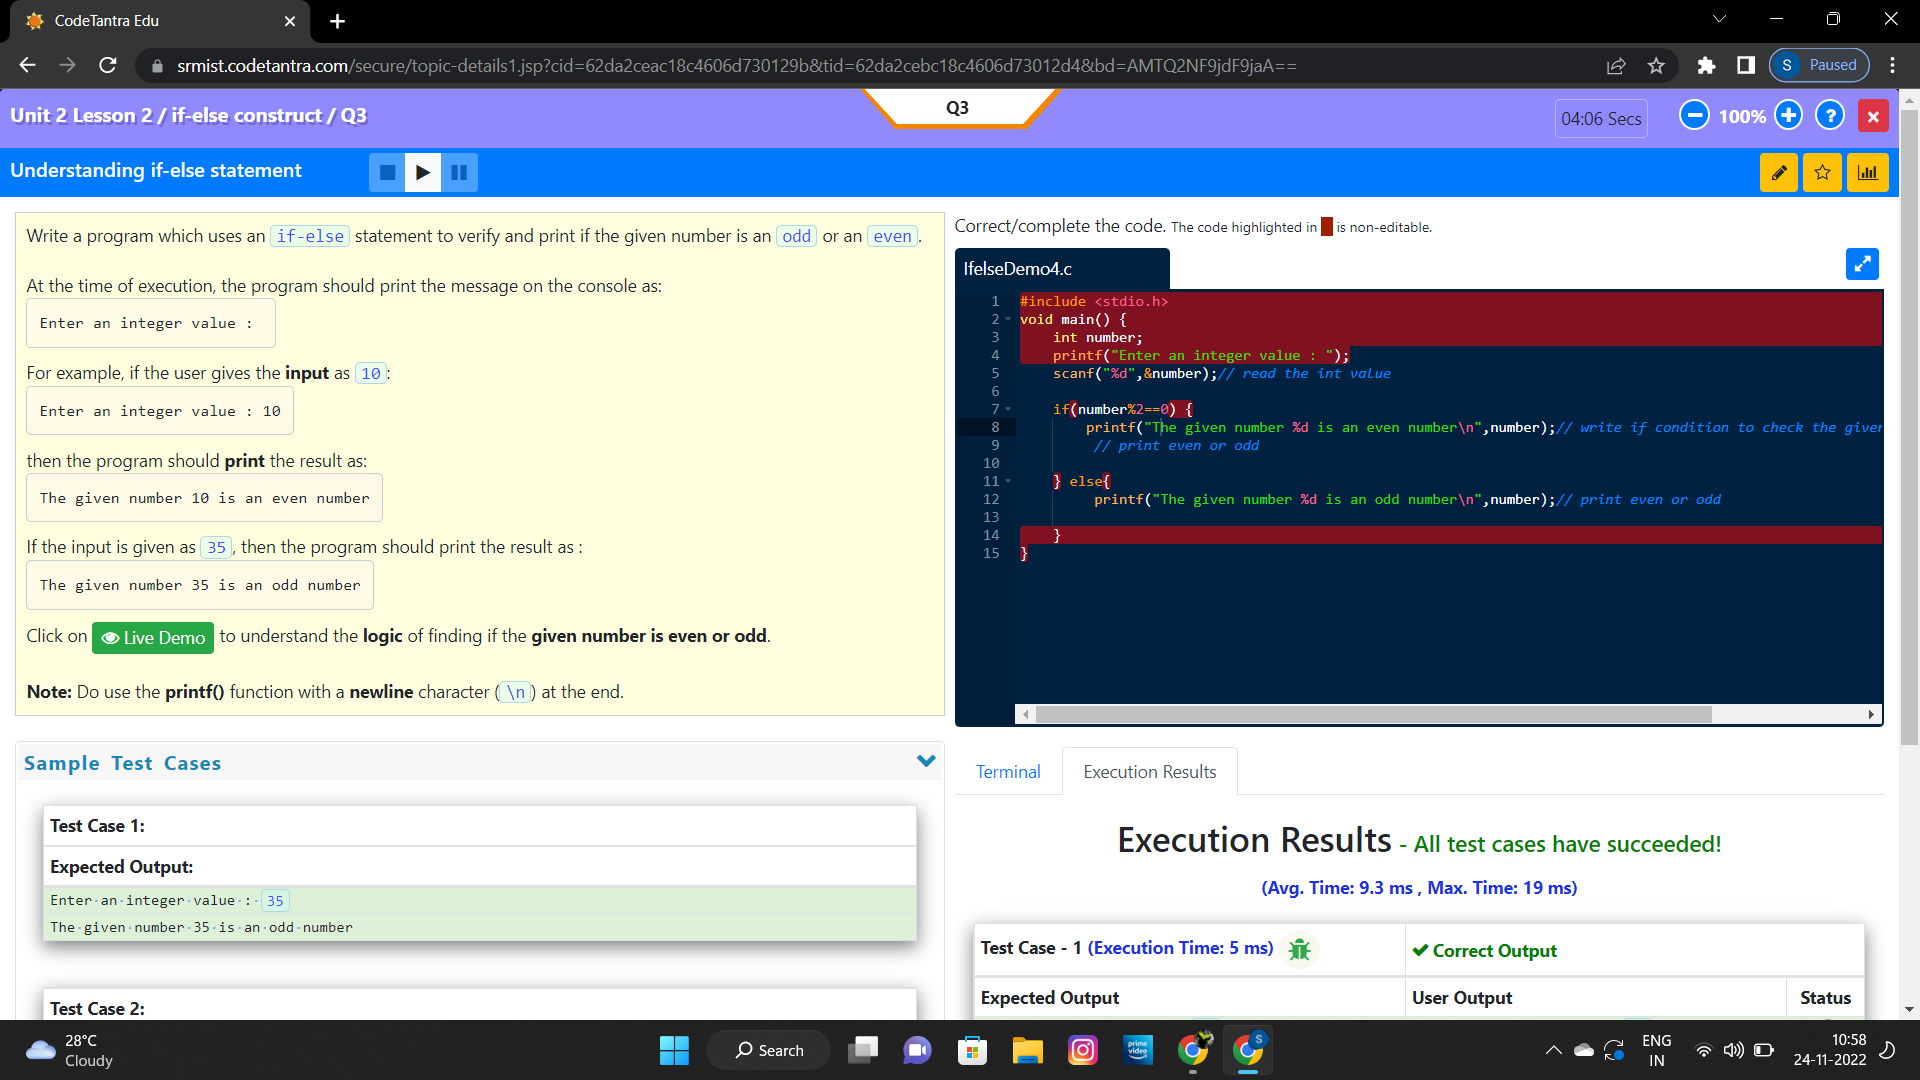 CodeTantra Edu
srmist.codetantra.com/secure/topic-details1.jsp?cid=62da2ceac18c4606d730129b&tid=62da2cebc18c4606d73012d4&bd=AMTQ2NF9jdF9jaA==
S Paused
Unit 2 Lesson 2 / if-else construct / Q3
Q3
04:06 Secs
100%
?
Understanding if-else statement
Write a program which uses an if-else statement to verify and print if the given number is an odd or an even.
At the time of execution, the program should print the message on the console as:
Enter an integer value :
For example, if the user gives the input as 10:
Enter an integer value : 10
then the program should print the result as:
The given number 10 is an even number
If the input is given as 35, then the program should print the result as :
The given number 35 is an odd number
Click on Live Demo to understand the logic of finding if the given number is even or odd.
Note: Do use the printf() function with a newline character ( \n ) at the end.
Sample Test Cases
Test Case 1:
Expected Output:
Enter·an·integer·value·:·35
The·given·number·35·is·an·odd·number
Test Case 2:
Correct/complete the code. The code highlighted in is non-editable.
IfelseDemo4.c
1 #include <stdio.h>
2 void main() {
3 int number;
4 printf("Enter an integer value : ");
5 scanf("%d",&number);// read the int value
6
7 if(number%2==0) {
8 printf("The given number %d is an even number\n",number);// write if condition to check the given
9 // print even or odd
10
11 } else{
12 printf("The given number %d is an odd number\n",number);// print even or odd
13
14 }
15 }
Terminal
Execution Results
Execution Results - All test cases have succeeded!
(Avg. Time: 9.3 ms , Max. Time: 19 ms)
Test Case - 1 (Execution Time: 5 ms)
Correct Output
Expected Output
User Output
Status
28°C
Cloudy
Search
prime video
S
ENG
IN
10:58
24-11-2022